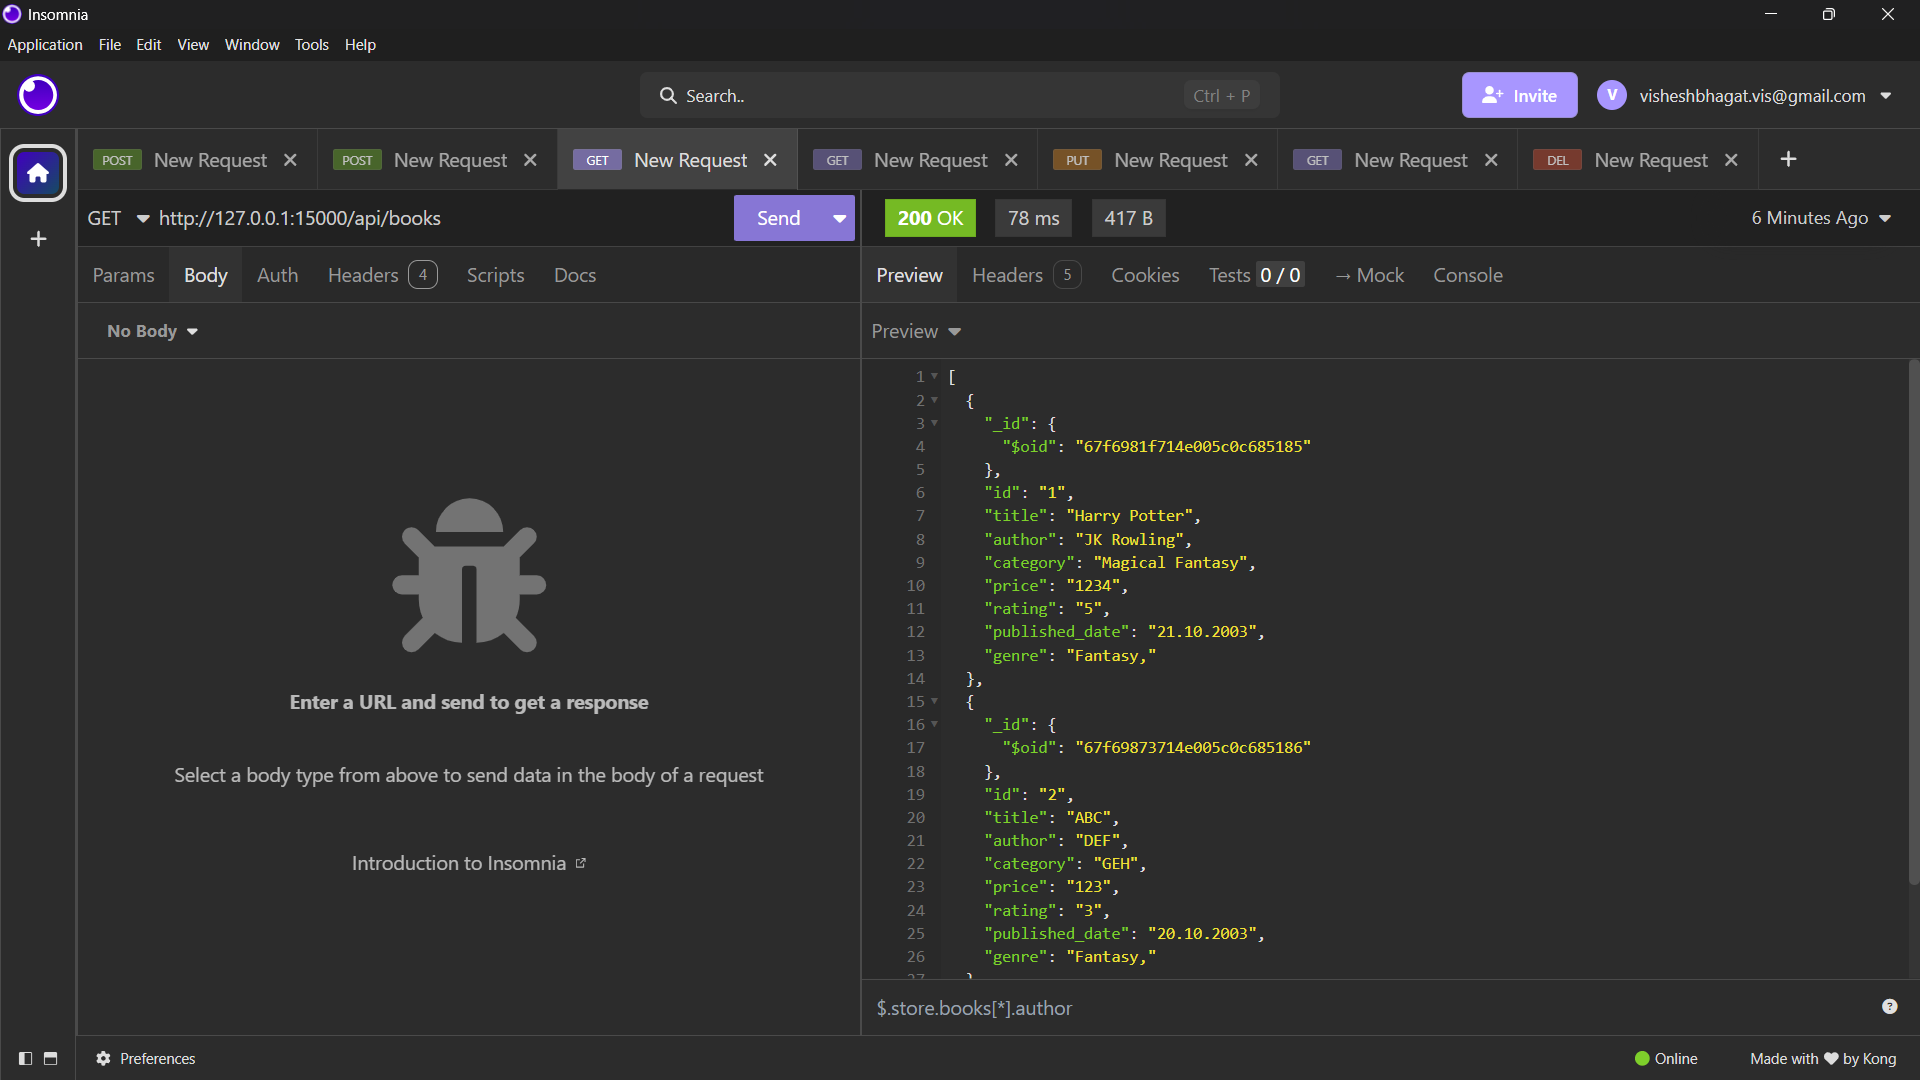 Insomnia
Application File Edit View Window Tools Help
Search.. Ctrl + P Invite V visheshbhagat.vis@gmail.com
POST New Request POST New Request GET New Request GET New Request PUT New Request GET New Request DEL New Request
GET http://127.0.0.1:15000/api/books Send 200 OK 78 ms 417 B 6 Minutes Ago
Params Body Auth Headers 4 Scripts Docs Preview Headers 5 Cookies Tests 0 / 0 → Mock Console
No Body
Enter a URL and send to get a response
Select a body type from above to send data in the body of a request
Introduction to Insomnia
Preview
1 [
2 {
3 "_id": {
4 "$oid": "67f6981f714e005c0c685185"
5 },
6 "id": "1",
7 "title": "Harry Potter",
8 "author": "JK Rowling",
9 "category": "Magical Fantasy",
10 "price": "1234",
11 "rating": "5",
12 "published_date": "21.10.2003",
13 "genre": "Fantasy,"
14 },
15 {
16 "_id": {
17 "$oid": "67f69873714e005c0c685186"
18 },
19 "id": "2",
20 "title": "ABC",
21 "author": "DEF",
22 "category": "GEH",
23 "price": "123",
24 "rating": "3",
25 "published_date": "20.10.2003",
26 "genre": "Fantasy,"
27 }
$.store.books[*].author
Preferences Online Made with ♥ by Kong